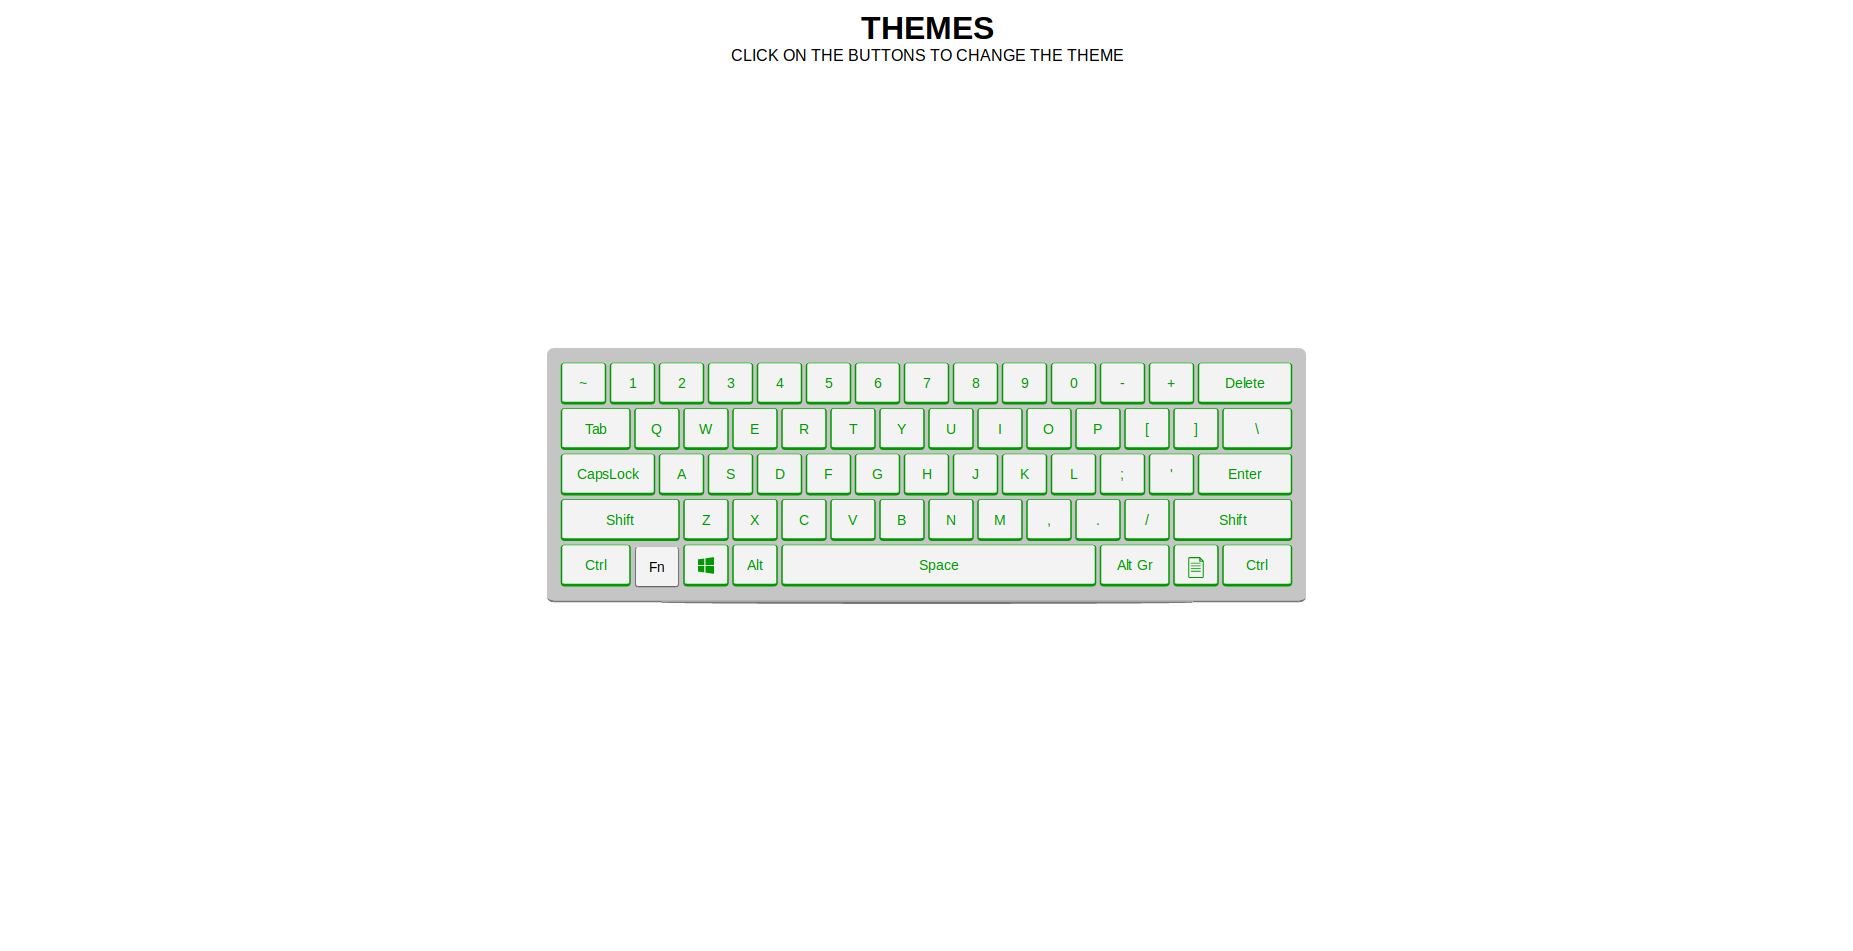 THEMES
CLICK ON THE BUTTONS TO CHANGE THE THEME
~ 1 2 3 4 5 6 7 8 9 0 - + Delete
Tab Q W E R T Y U I O P [ ] \
CapsLock A S D F G H J K L ; ' Enter
Shift Z X C V B N M , . / Shift
Ctrl Fn Alt Space Alt Gr Ctrl